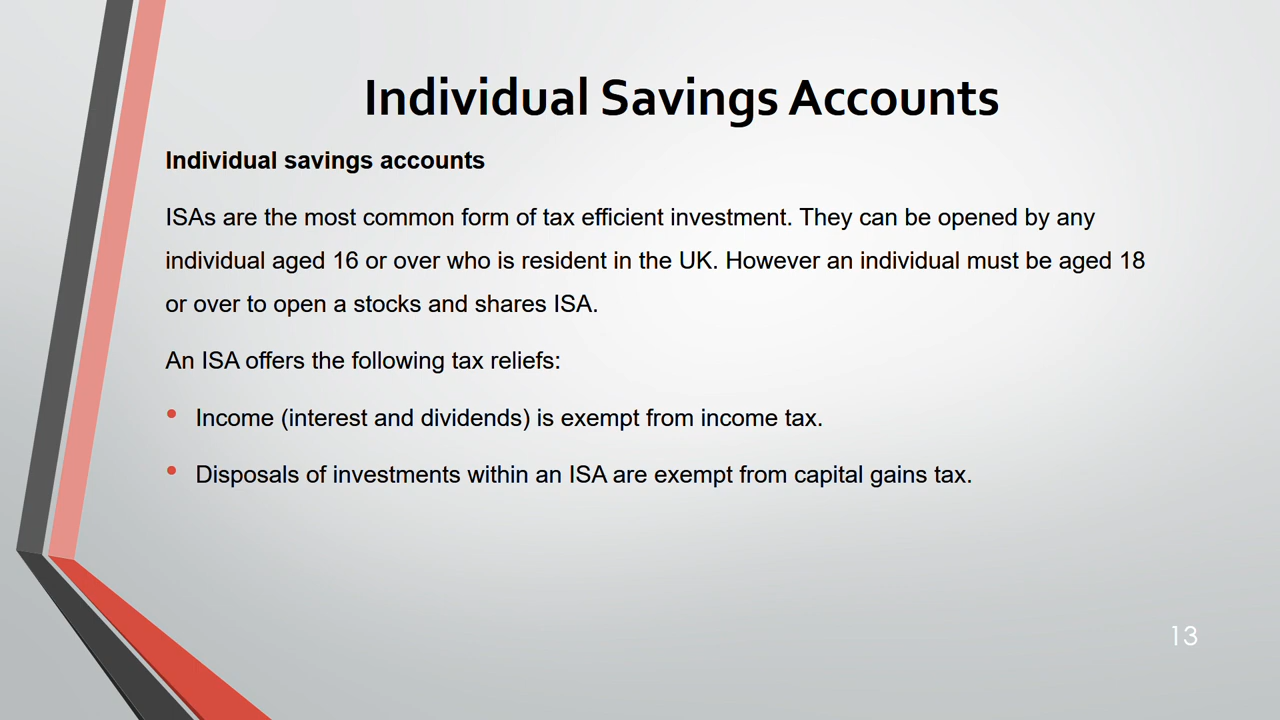 Individual Savings Accounts
Individual savings accounts
ISAs are the most common form of tax efficient investment. They can be opened by any
individual aged 16 or over who is resident in the UK. However an individual must be aged 18
or over to open a stocks and shares ISA.
An ISA offers the following tax reliefs:
• Income (interest and dividends) is exempt from income tax.
• Disposals of investments within an ISA are exempt from capital gains tax.
13